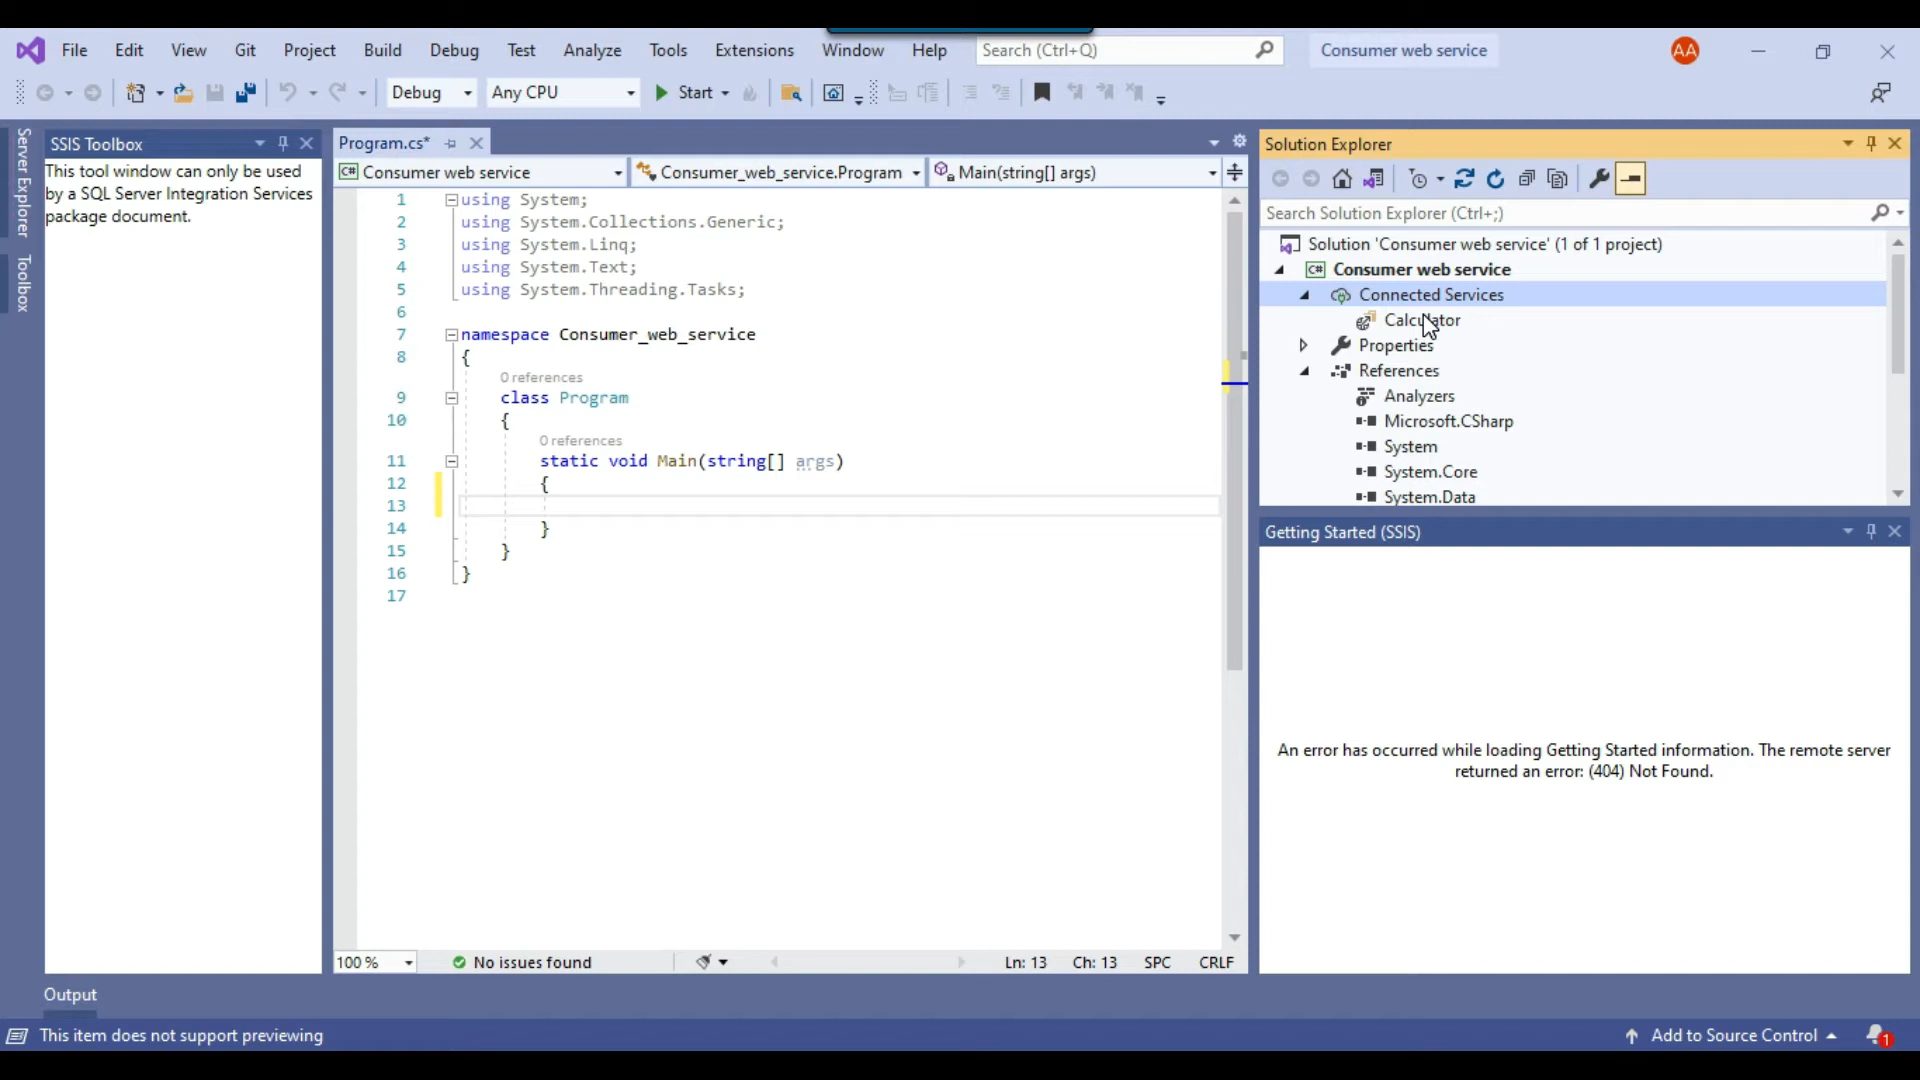 File Edit View Git Project Build Debug Test Analyze Tools Extensions Window Help Search (Ctrl+Q) Consumer web service AA
Debug Any CPU Start
Server Explorer
Toolbox
SSIS Toolbox
This tool window can only be used
by a SQL Server Integration Services
package document.
Program.cs*
C# Consumer web service Consumer_web_service.Program Main(string[] args)
1 using System;
2 using System.Collections.Generic;
3 using System.Linq;
4 using System.Text;
5 using System.Threading.Tasks;
6
7 namespace Consumer_web_service
8 {
0 references
9 class Program
10 {
0 references
11 static void Main(string[] args)
12 {
13
14 }
15 }
16 }
17
100 % No issues found Ln: 13 Ch: 13 SPC CRLF
Solution Explorer
Search Solution Explorer (Ctrl+;)
Solution 'Consumer web service' (1 of 1 project)
C# Consumer web service
Connected Services
Calculator
Properties
References
Analyzers
Microsoft.CSharp
System
System.Core
System.Data
Getting Started (SSIS)
An error has occurred while loading Getting Started information. The remote server
returned an error: (404) Not Found.
Output
This item does not support previewing Add to Source Control 1